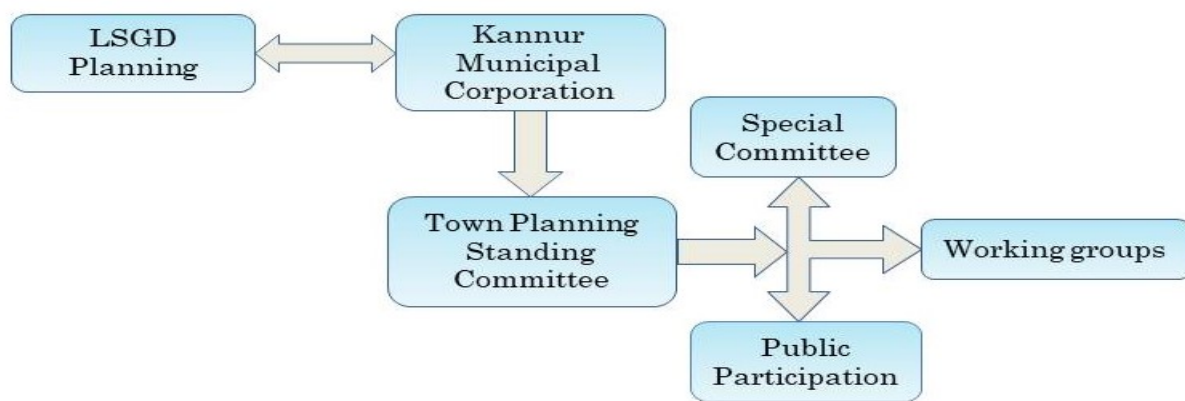 LSGD
Planning
Kannur
Municipal
Corporation
Special
Committee
Town Planning
Standing
Committee
Working groups
Public
Participation